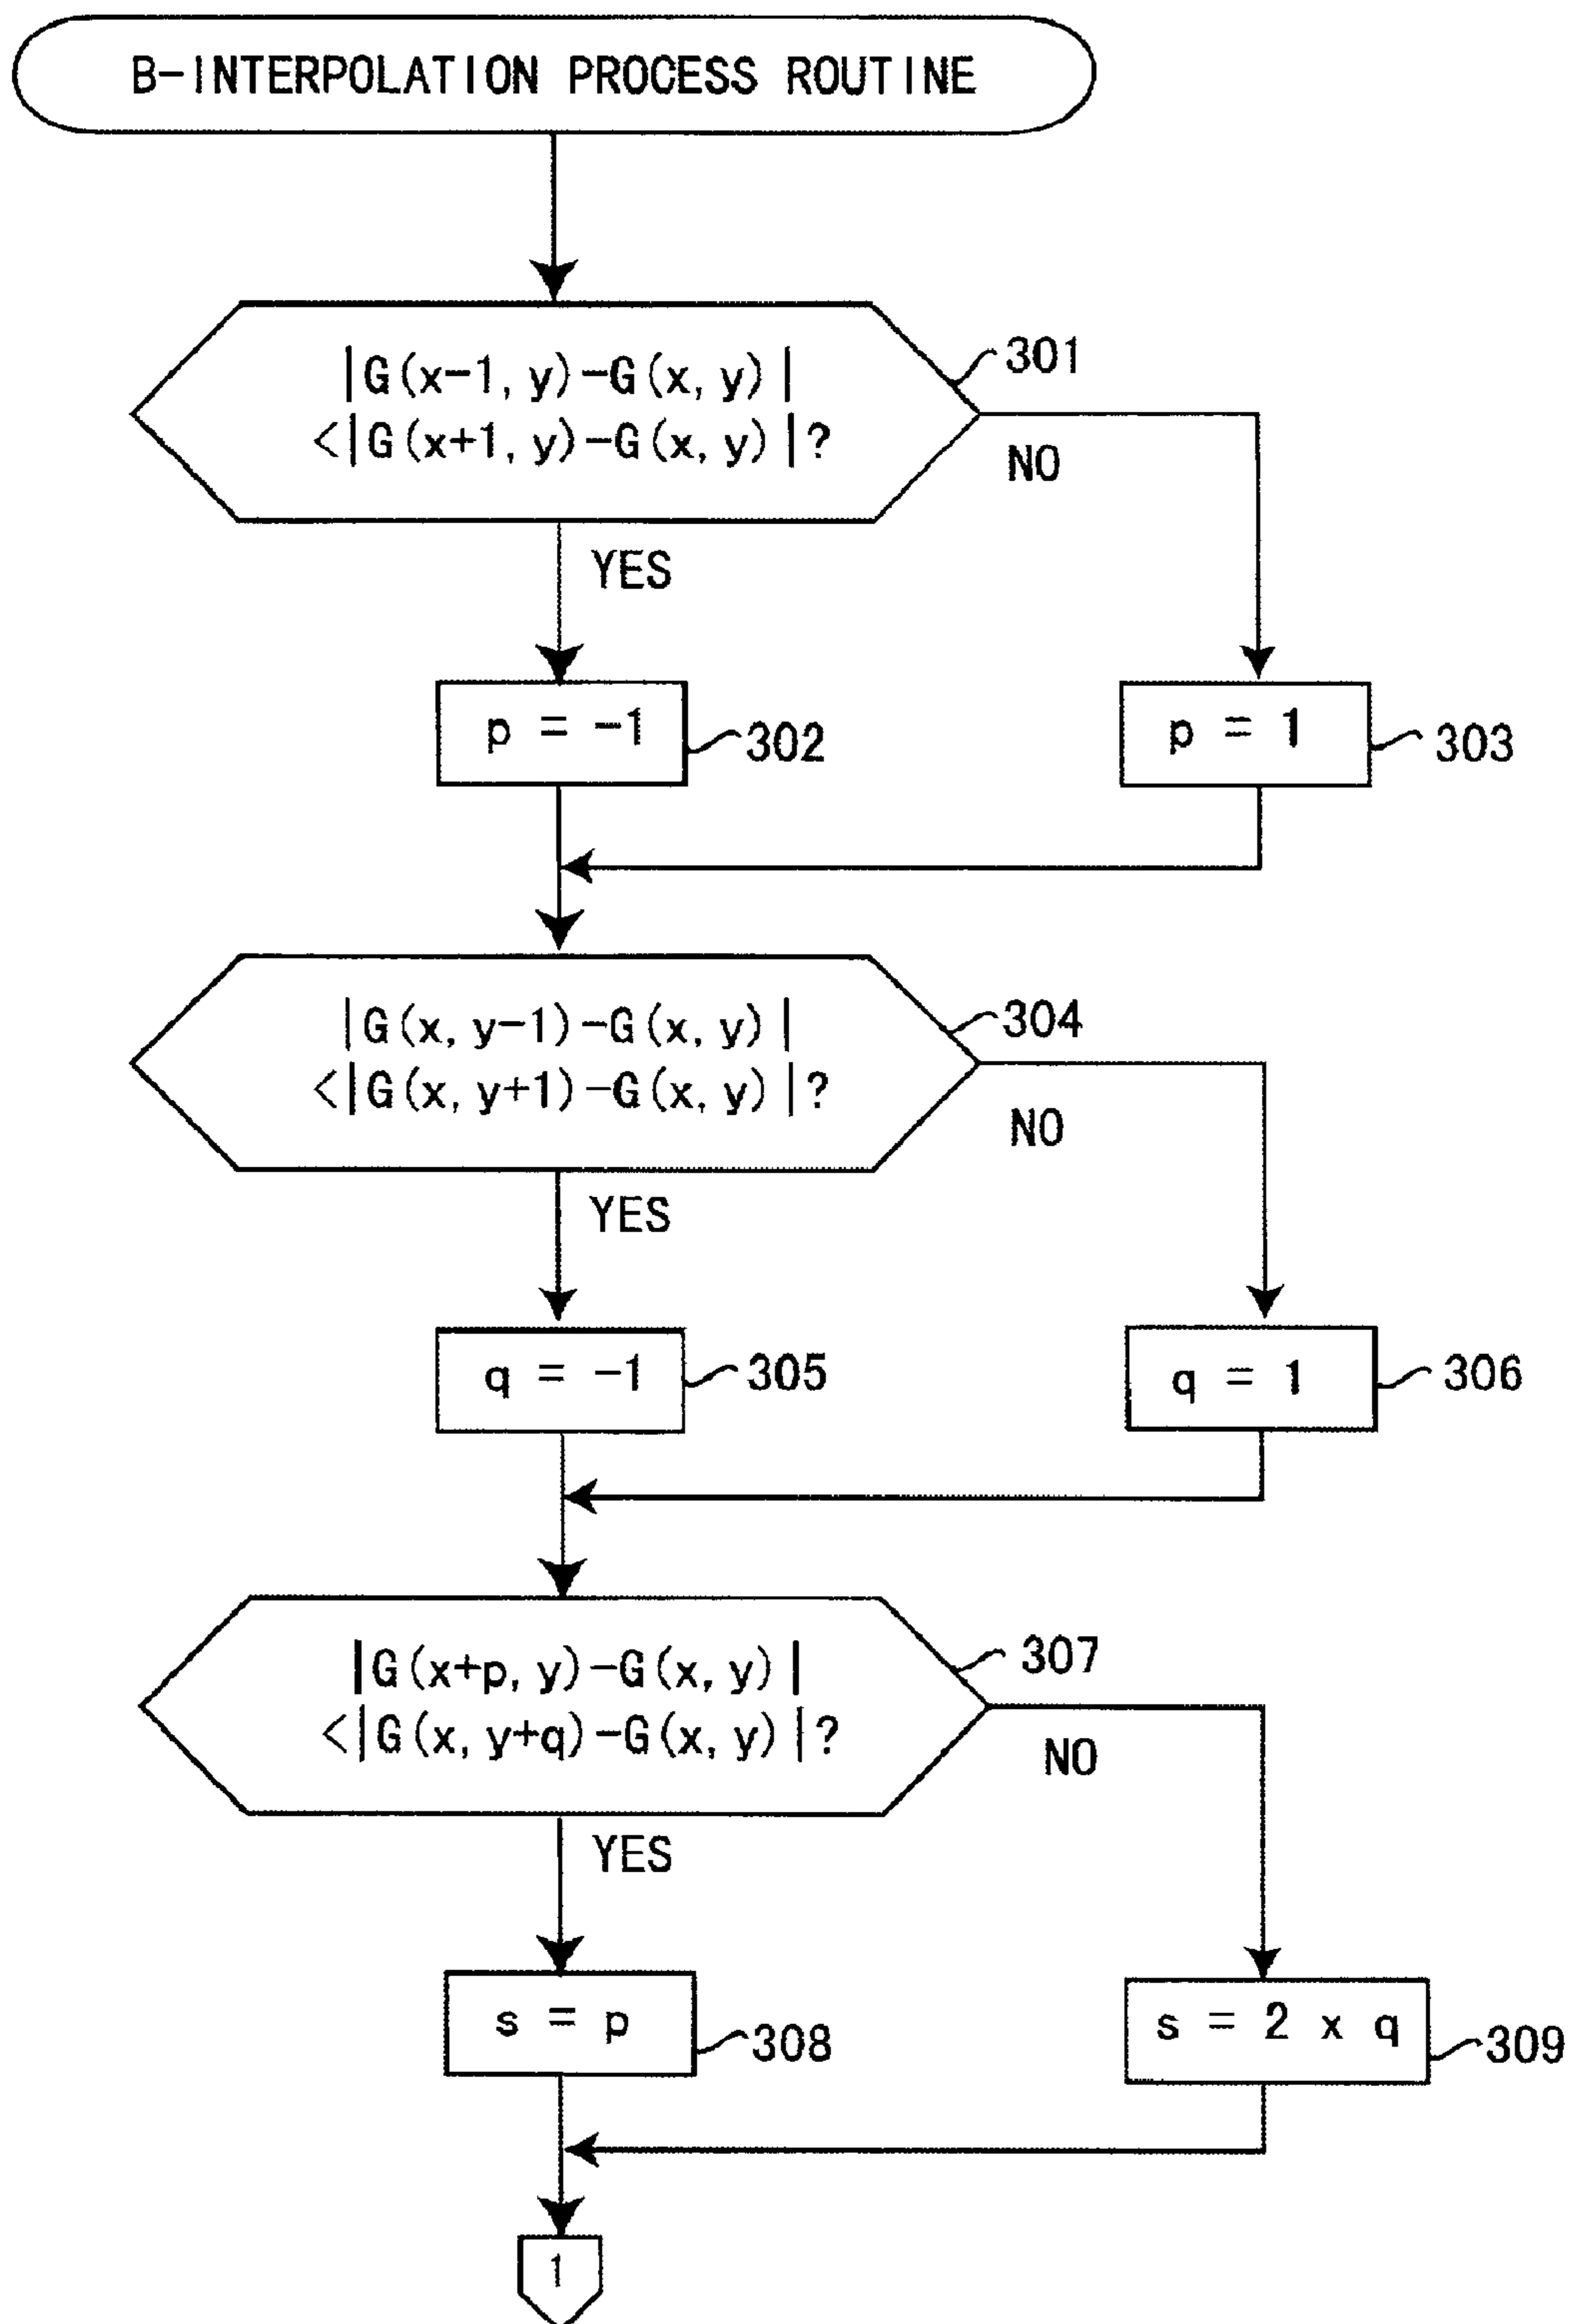 B-INTERPOLATION PROCESS ROUTINE
|G(x-1, y)-G(x, y)|
<|G(x+1, y)-G(x, y)|?
301
NO
YES
p = -1
302
p = 1
303
|G(x, y-1)-G(x, y)|
<|G(x, y+1)-G(x, y)|?
304
NO
YES
q = -1
305
q = 1
306
|G(x+p, y)-G(x, y)|
<|G(x, y+q)-G(x, y)|?
307
NO
YES
s = p
308
s = 2 x q
309
1